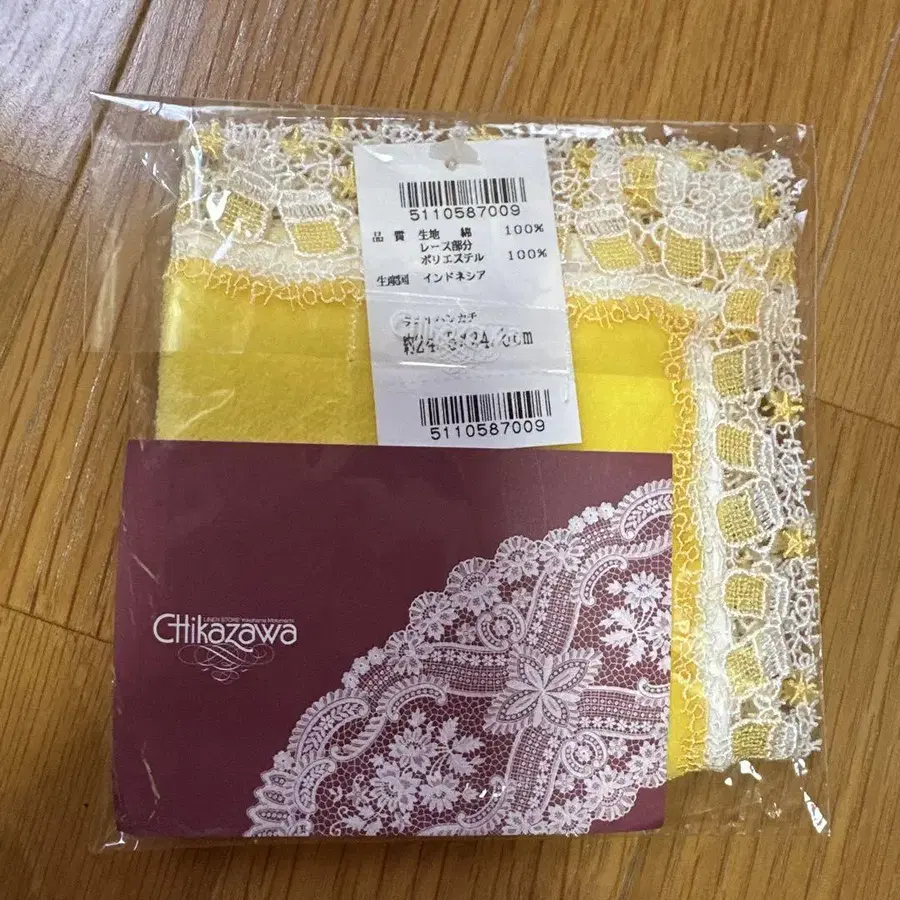 5110587009
品質 生地 綿 100%
レース部分
ポリエステル 100%
生産国 インドネシア
5110587009
LINEN STORE Yokohama Motomachi
CHikazawa